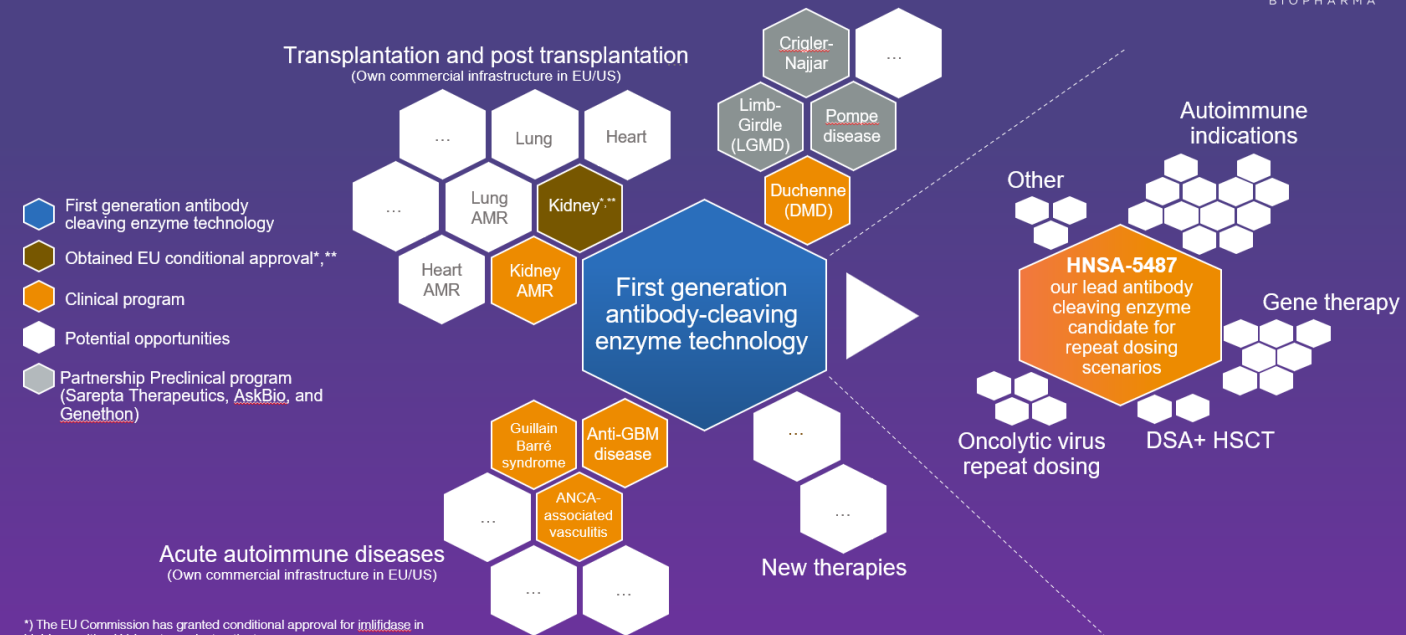 BIOPHARMA
Transplantation and post transplantation
(Own commercial infrastructure in EU/US)
...
Lung
Heart
...
Lung
AMR
Kidney*,**
Heart
AMR
Kidney
AMR
Crigler-
Najjar
...
Limb-
Girdle
(LGMD)
Pompe
disease
Duchenne
(DMD)
First generation antibody
cleaving enzyme technology
Obtained EU conditional approval*,**
Clinical program
Potential opportunities
Partnership Preclinical program
(Sarepta Therapeutics, AskBio, and
Genethon)
First generation
antibody-cleaving
enzyme technology
Guillain
Barré
syndrome
Anti-GBM
disease
...
ANCA-
associated
vasculitis
...
...
Acute autoimmune diseases
(Own commercial infrastructure in EU/US)
...
...
New therapies
Autoimmune
indications
Other
HNSA-5487
our lead antibody
cleaving enzyme
candidate for
repeat dosing
scenarios
Gene therapy
Oncolytic virus
repeat dosing
DSA+ HSCT
*) The EU Commission has granted conditional approval for imlifidase in